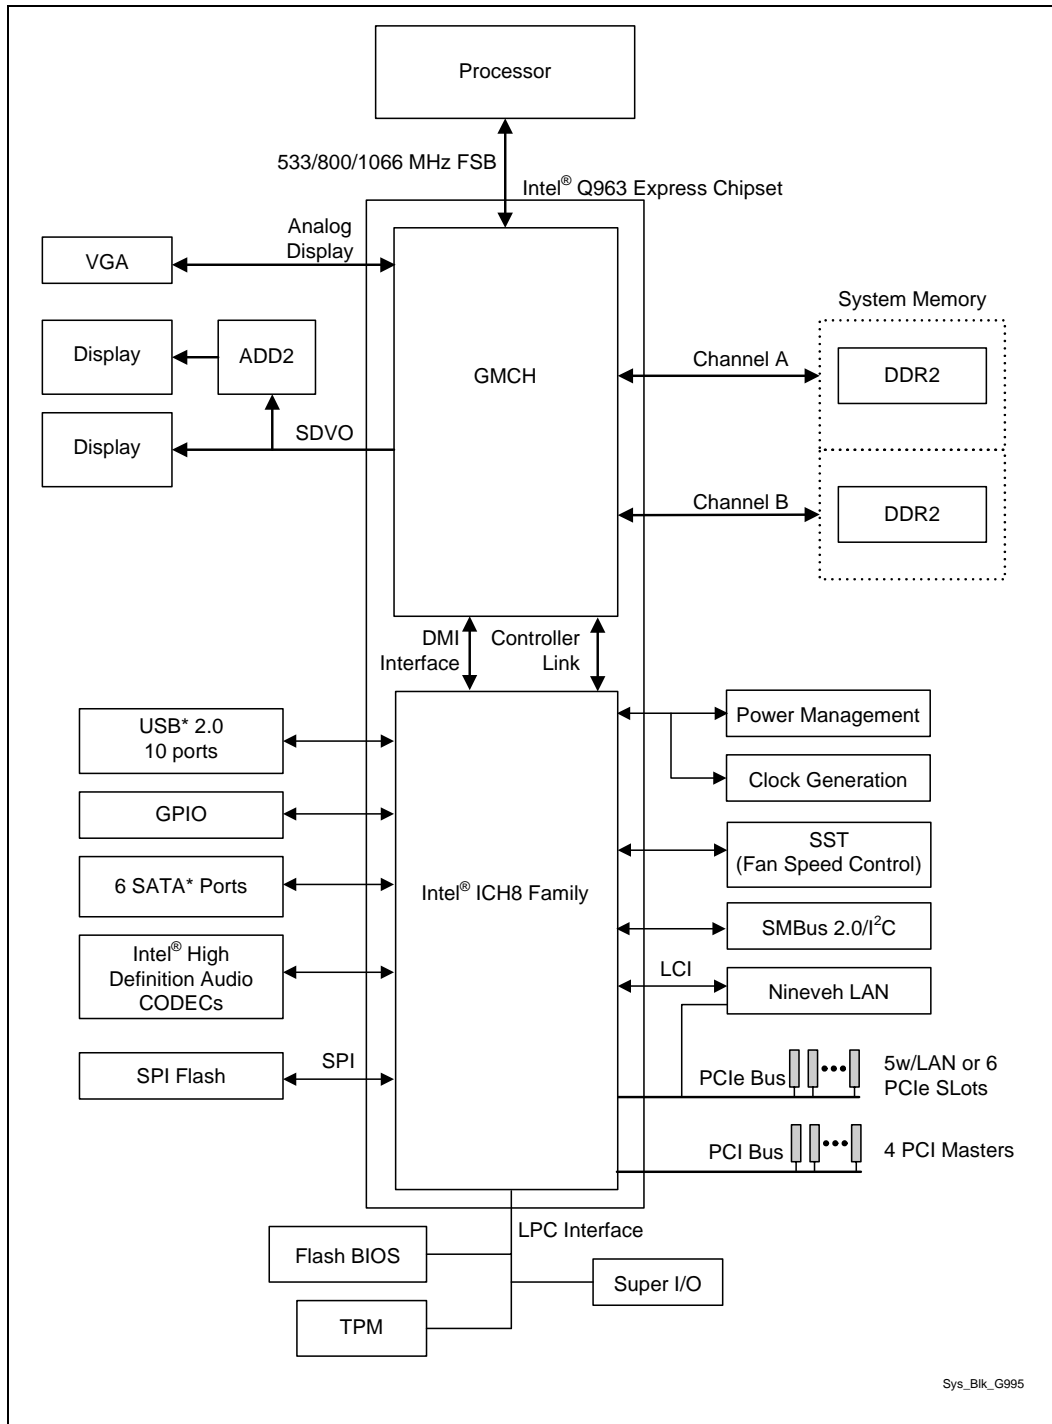 Processor
533/800/1066 MHz FSB
Intel® Q963 Express Chipset
Analog
Display
VGA
System Memory
Display
ADD2
GMCH
Channel A
DDR2
Display
SDVO
Channel B
DDR2
DMI
Interface
Controller
Link
USB* 2.0
10 ports
Power Management
GPIO
Clock Generation
6 SATA* Ports
Intel® ICH8 Family
SST
(Fan Speed Control)
Intel® High
Definition Audio
CODECs
SMBus 2.0/I²C
LCI
Nineveh LAN
SPI Flash
SPI
PCIe Bus
5w/LAN or 6
PCIe SLots
PCI Bus
4 PCI Masters
LPC Interface
Flash BIOS
Super I/O
TPM
Sys_Blk_G995